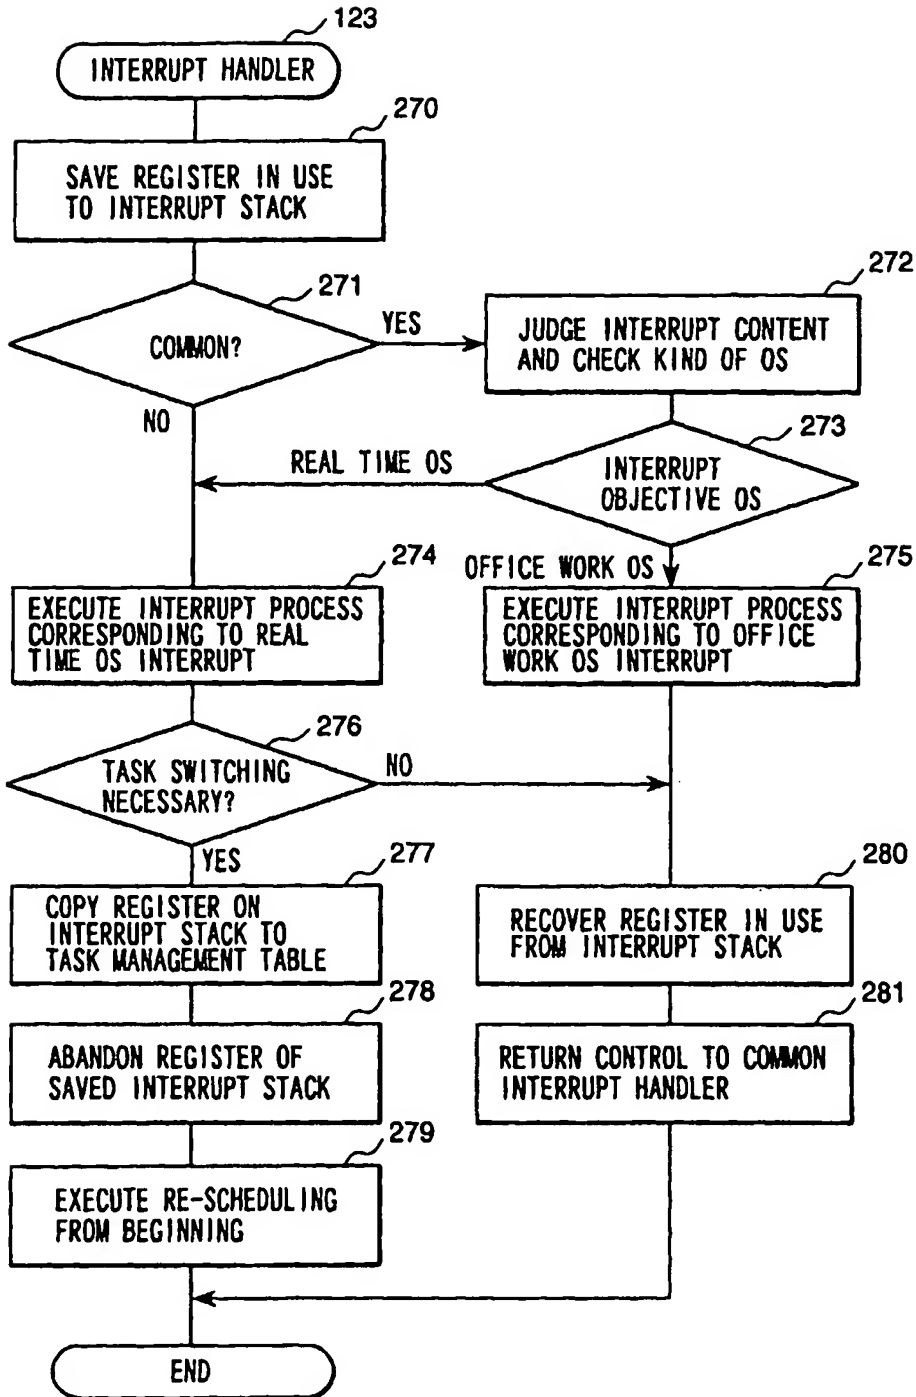 123
INTERRUPT HANDLER
270
SAVE REGISTER IN USE
TO INTERRUPT STACK
271
COMMON?
YES
NO
272
JUDGE INTERRUPT CONTENT
AND CHECK KIND OF OS
273
INTERRUPT
OBJECTIVE OS
REAL TIME OS
OFFICE WORK OS
274
EXECUTE INTERRUPT PROCESS
CORRESPONDING TO REAL
TIME OS INTERRUPT
275
EXECUTE INTERRUPT PROCESS
CORRESPONDING TO OFFICE
WORK OS INTERRUPT
276
TASK SWITCHING
NECESSARY?
NO
YES
277
COPY REGISTER ON
INTERRUPT STACK TO
TASK MANAGEMENT TABLE
278
ABANDON REGISTER OF
SAVED INTERRUPT STACK
279
EXECUTE RE-SCHEDULING
FROM BEGINNING
280
RECOVER REGISTER IN USE
FROM INTERRUPT STACK
281
RETURN CONTROL TO COMMON
INTERRUPT HANDLER
END